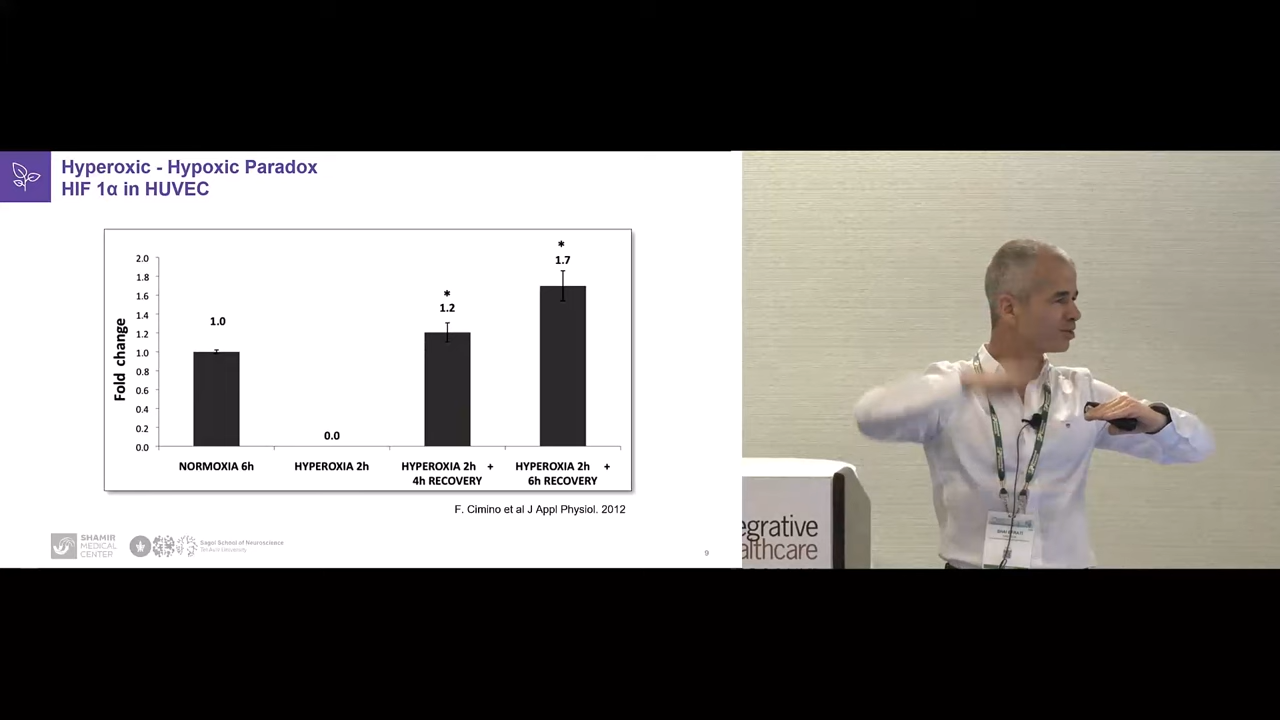 Hyperoxic - Hypoxic Paradox
HIF 1α in HUVEC
Fold change
2.0
1.8
1.6
1.4
1.2
1.0
0.8
0.6
0.4
0.2
0.0
1.0
0.0
*
1.2
*
1.7
NORMOXIA 6h
HYPEROXIA 2h
HYPEROXIA 2h +
4h RECOVERY
HYPEROXIA 2h +
6h RECOVERY
F. Cimino et al J Appl Physiol. 2012
SHAMIR
MEDICAL
CENTER
Sagol School of Neuroscience
Tel Aviv University
9
egrative
althcare